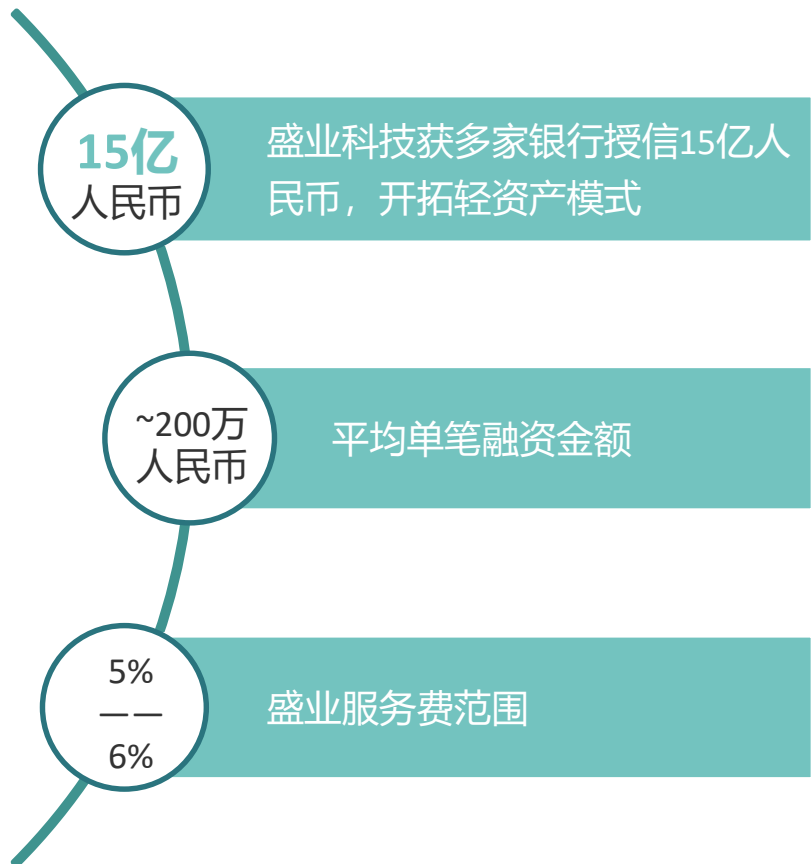 15亿
人民币
盛业科技获多家银行授信15亿人
民币，开拓轻资产模式
~200万
人民币
平均单笔融资金额
5%
——
6%
盛业服务费范围